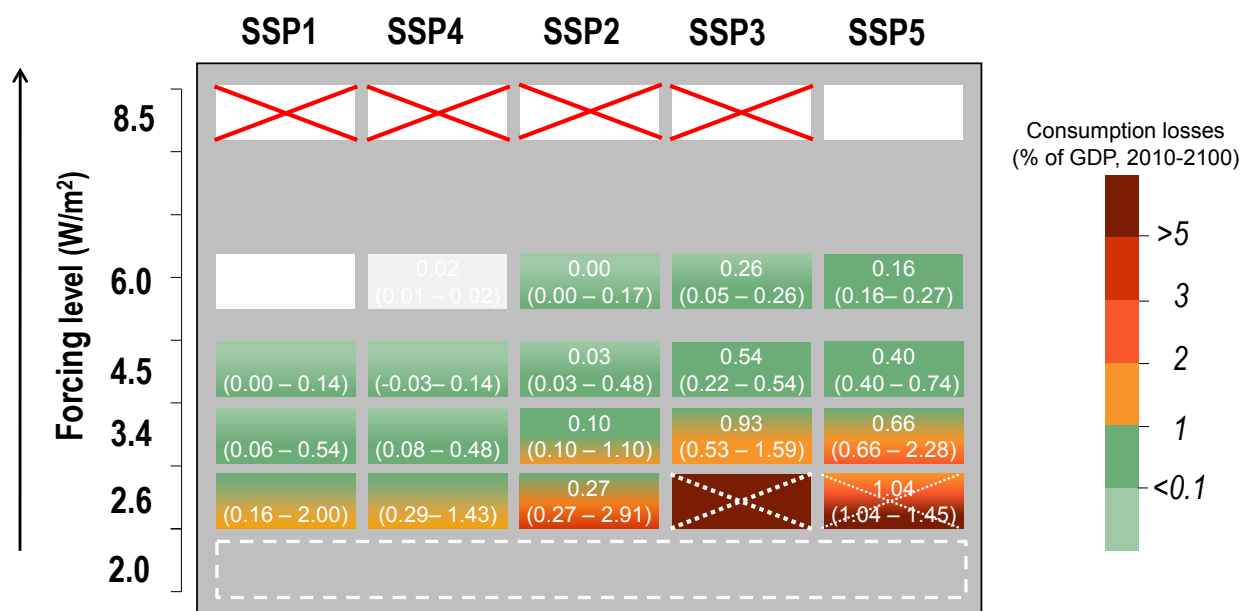 SSP1 SSP4 SSP2 SSP3 SSP5
8.5
Consumption losses
(% of GDP, 2010-2100)
Forcing level (W/m²)
>5
3
2
1
<0.1
6.0
0.02 0.00 0.26 0.16
(0.01 – 0.02) (0.00 – 0.17) (0.05 – 0.26) (0.16– 0.27)
4.5
0.03 0.54 0.40
(0.00 – 0.14) (-0.03– 0.14) (0.03 – 0.48) (0.22 – 0.54) (0.40 – 0.74)
3.4
0.10 0.93 0.66
(0.06 – 0.54) (0.08 – 0.48) (0.10 – 1.10) (0.53 – 1.59) (0.66 – 2.28)
2.6
0.27 1.04
(0.16 – 2.00) (0.29– 1.43) (0.27 – 2.91) (1.04 – 1.45)
2.0